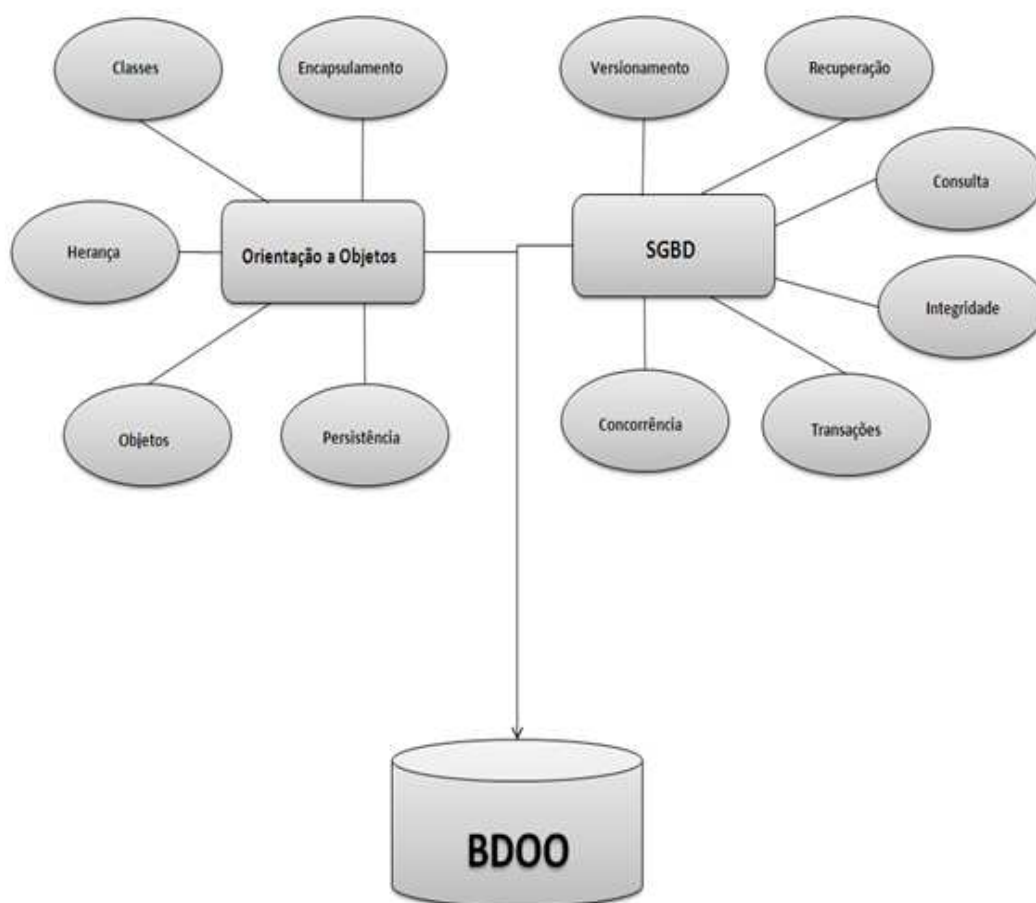 Classes
Encapsulamento
Versionamento
Recuperação
Consulta
Herança
Orientação a Objetos
SGBD
Integridade
Objetos
Persistência
Concorrência
Transações
BDOO